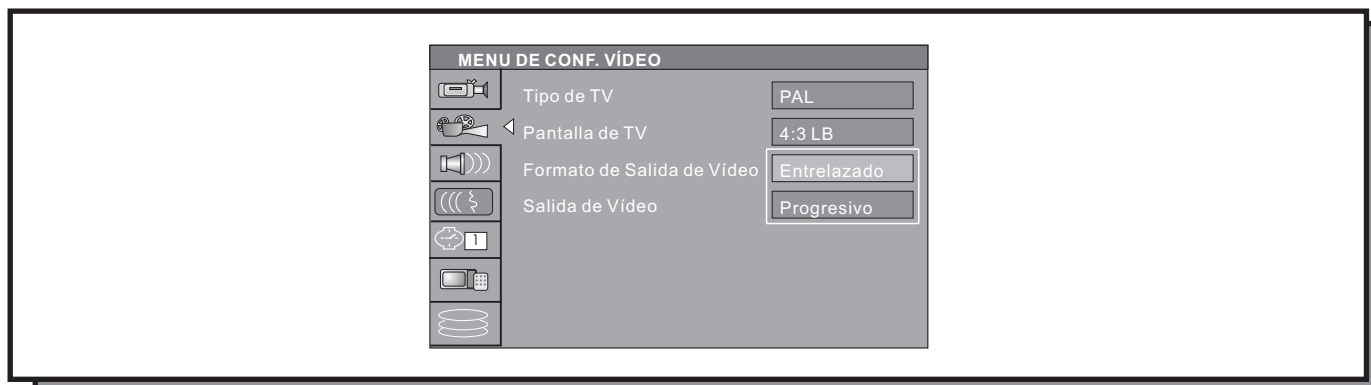 MENU DE CONF. VÍDEO
Tipo de TV PAL
Pantalla de TV 4:3 LB
Formato de Salida de Vídeo Entrelazado
Salida de Vídeo Progresivo
1